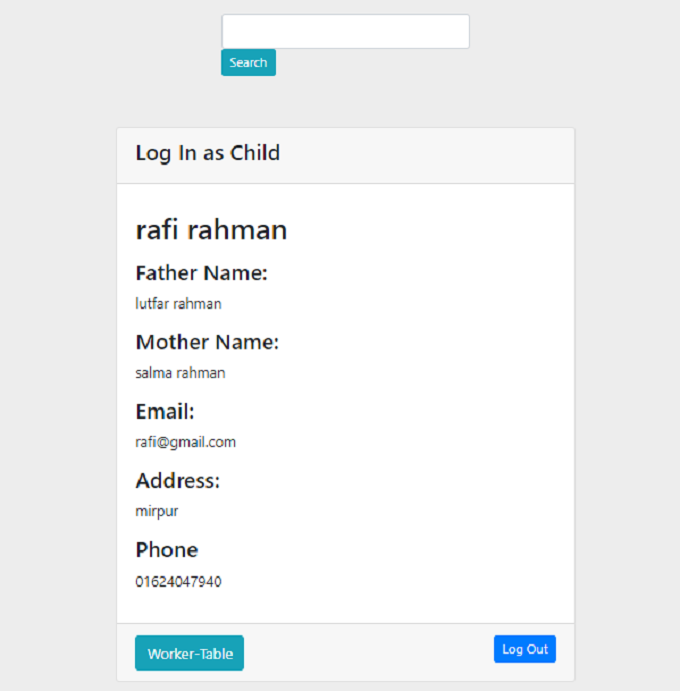 Search
Log In as Child
rafi rahman
Father Name:
lutfar rahman
Mother Name:
salma rahman
Email:
rafi@gmail.com
Address:
mirpur
Phone
01624047940
Worker-Table
Log Out